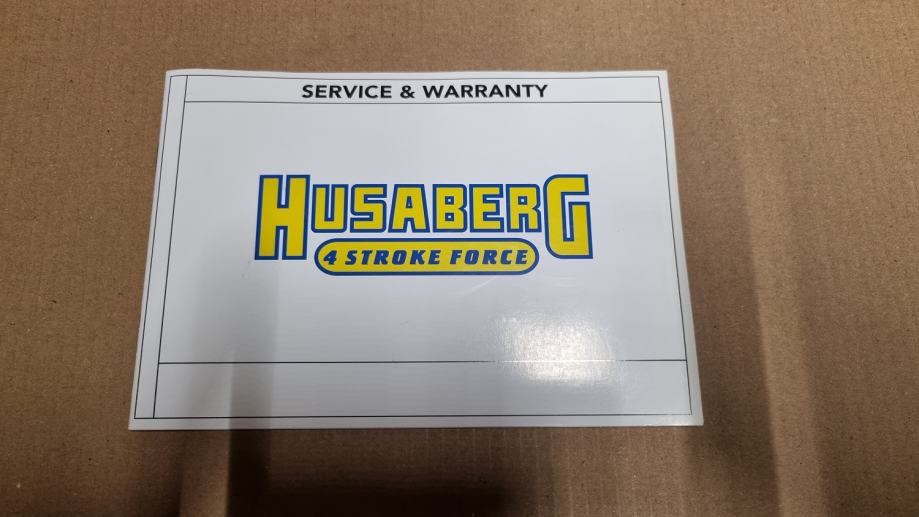 SERVICE & WARRANTY
HUSABERG
4 STROKE FORCE